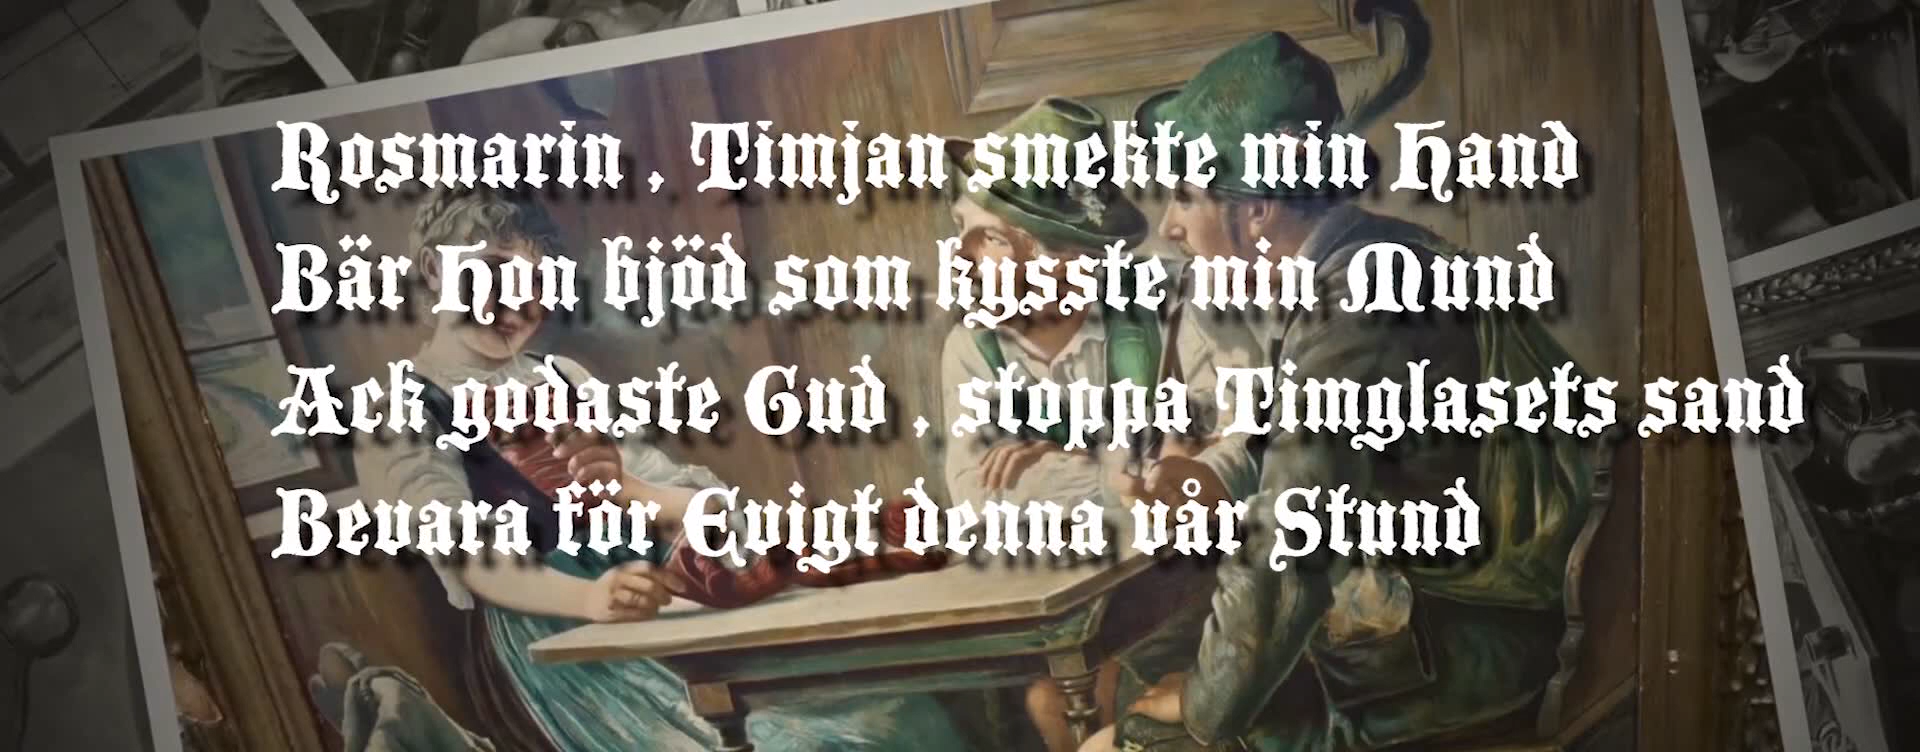 Rosmarin , Timjan smekte min Hand
Bär Hon bjöd som kysste min Mund
Ack godaste Gud , stoppa Timglasets sand
Bevara för Evigt denna vår Stund